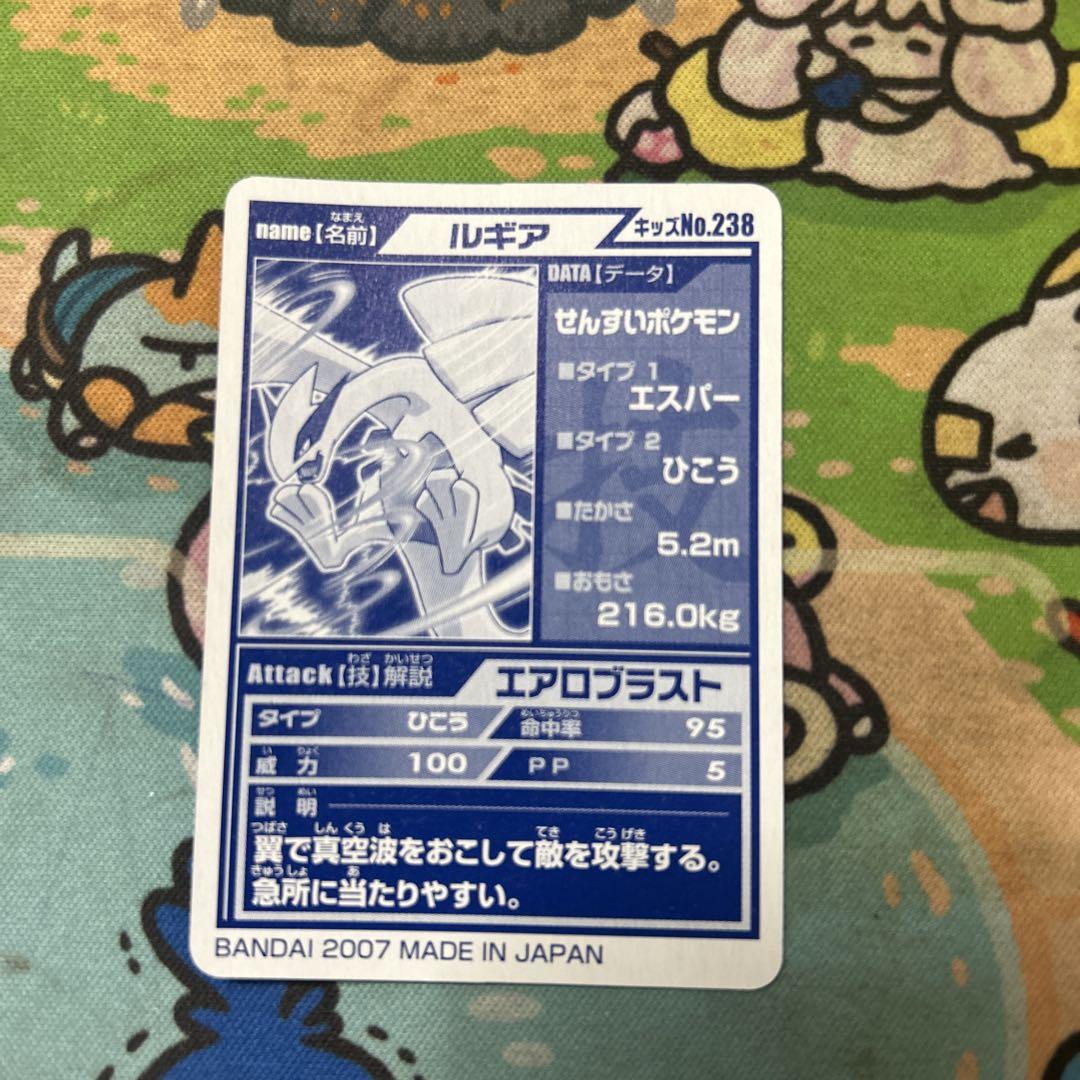 name【名前】 ルギア キッズNo.238
なまえ
DATA【データ】
せんすいポケモン
■タイプ 1
エスパー
■タイプ 2
ひこう
■たかさ
5.2m
■おもさ
216.0kg
わざ かいせつ
Attack【技】解説 エアロブラスト
タイプ ひこう
めいちゅうりつ
命中率 95
い りょく
威力 100
PP 5
せつ めい
説明
つばさ しんくうは てき こうげき
翼で真空波をおこして敵を攻撃する。
きゅうしょ あ
急所に当たりやすい。
BANDAI 2007 MADE IN JAPAN